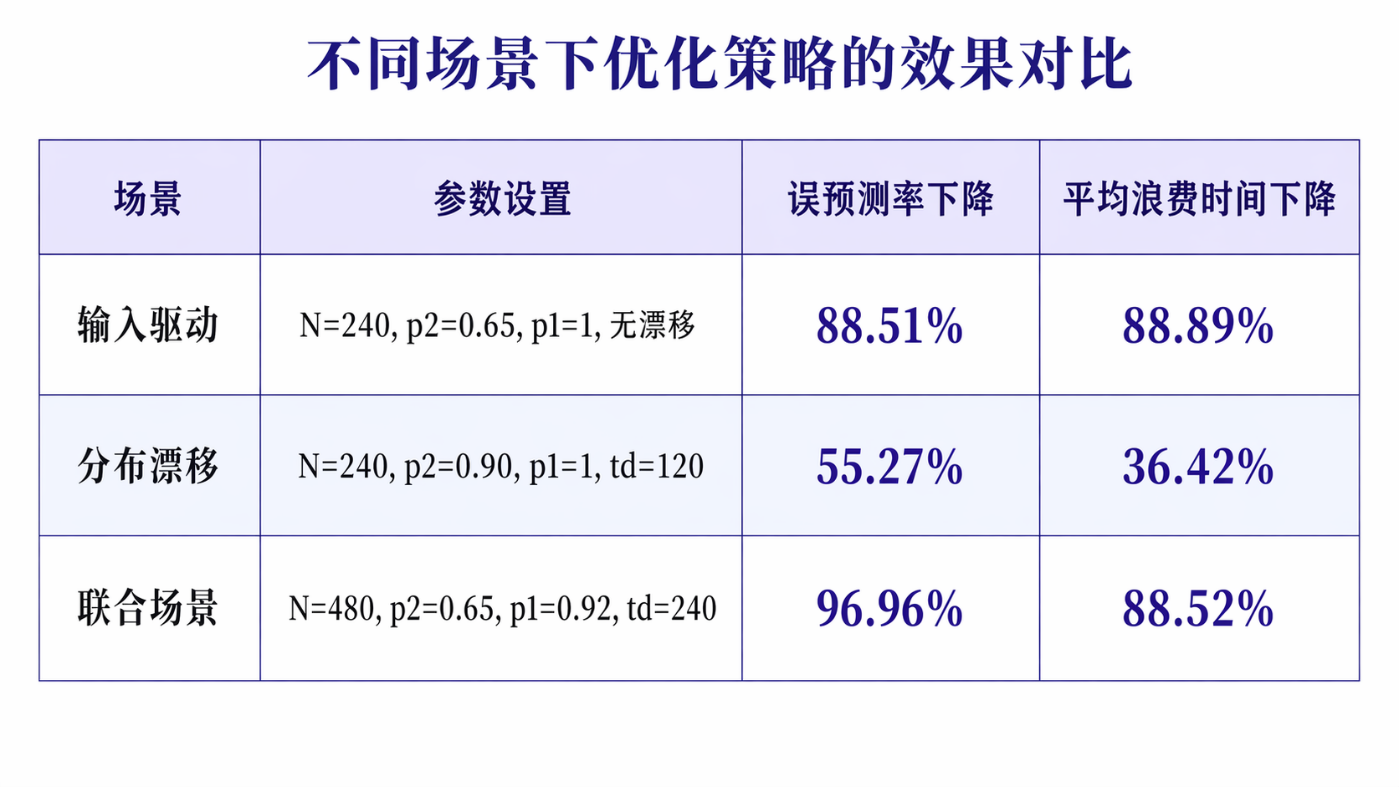 不同场景下优化策略的效果对比
场景 参数设置 误预测率下降 平均浪费时间下降
输入驱动 N=240, p2=0.65, p1=1, 无漂移 88.51% 88.89%
分布漂移 N=240, p2=0.90, p1=1, td=120 55.27% 36.42%
联合场景 N=480, p2=0.65, p1=0.92, td=240 96.96% 88.52%